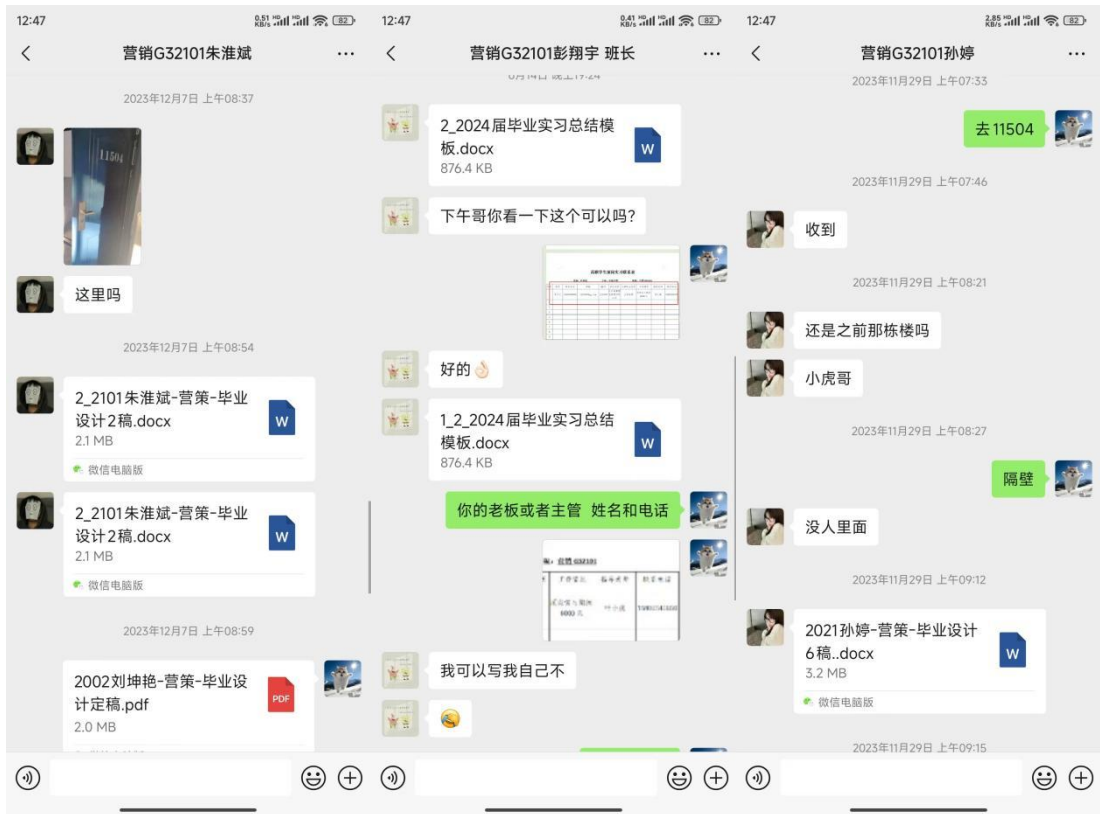 12:47
0.51 KB/s
82
营销G32101朱淮斌
2023年12月7日 上午08:37
11504
这里吗
2023年12月7日 上午08:54
2_2101朱淮斌-营策-毕业
设计2稿.docx
2.1 MB
微信电脑版
2_2101朱淮斌-营策-毕业
设计2稿.docx
2.1 MB
微信电脑版
2023年12月7日 上午08:59
2002刘坤艳-营策-毕业设
计定稿.pdf
2.0 MB
PDF
12:47
0.41 KB/s
82
营销G32101彭翔宇 班长
2_2024届毕业实习总结模
板.docx
876.4 KB
W
下午哥你看一下这个可以吗?
好的👌
1_2_2024届毕业实习总结
模板.docx
876.4 KB
W
你的老板或者主管 姓名和电话
营销 G32101
我可以写我自己不
12:47
2.85 KB/s
82
营销G32101孙婷
2023年11月29日 上午07:33
去11504
2023年11月29日 上午07:46
收到
2023年11月29日 上午08:21
还是之前那栋楼吗
小虎哥
2023年11月29日 上午08:27
隔壁
没人里面
2023年11月29日 上午09:12
2021孙婷-营策-毕业设计
6稿..docx
3.2 MB
W
微信电脑版
2023年11月29日 上午09:15